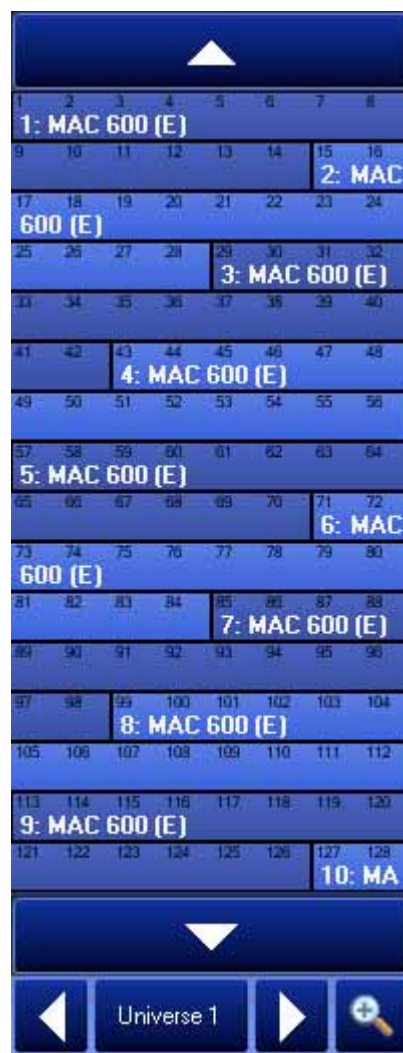 1 2 3 4 5 6 7 8
1: MAC 600 (E)
9 10 11 12 13 14 15 16
2: MAC
17 18 19 20 21 22 23 24
600 (E)
25 26 27 28 29 30 31 32
3: MAC 600 (E)
33 34 35 36 37 38 39 40
41 42 43 44 45 46 47 48
4: MAC 600 (E)
49 50 51 52 53 54 55 56
57 58 59 60 61 62 63 64
5: MAC 600 (E)
65 66 67 68 69 70 71 72
6: MAC
73 74 75 76 77 78 79 80
600 (E)
81 82 83 84 85 86 87 88
7: MAC 600 (E)
89 90 91 92 93 94 95 96
97 98 99 100 101 102 103 104
8: MAC 600 (E)
105 106 107 108 109 110 111 112
113 114 115 116 117 118 119 120
9: MAC 600 (E)
121 122 123 124 125 126 127 128
10: MA
Universe 1